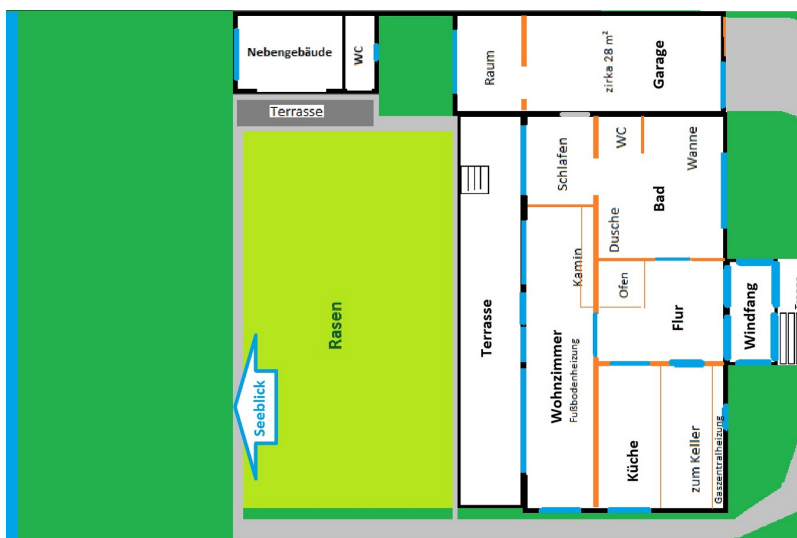 Nebengebäude
WC
Terrasse
Raum
zirka 28 m²
Garage
Schlafen
WC
Wanne
Bad
Dusche
Kamin
Ofen
Flur
Windfang
Rasen
Terrasse
Wohnzimmer
Fußbodenheizung
Seeblick
Küche
zum Keller
Gaszentralheizung